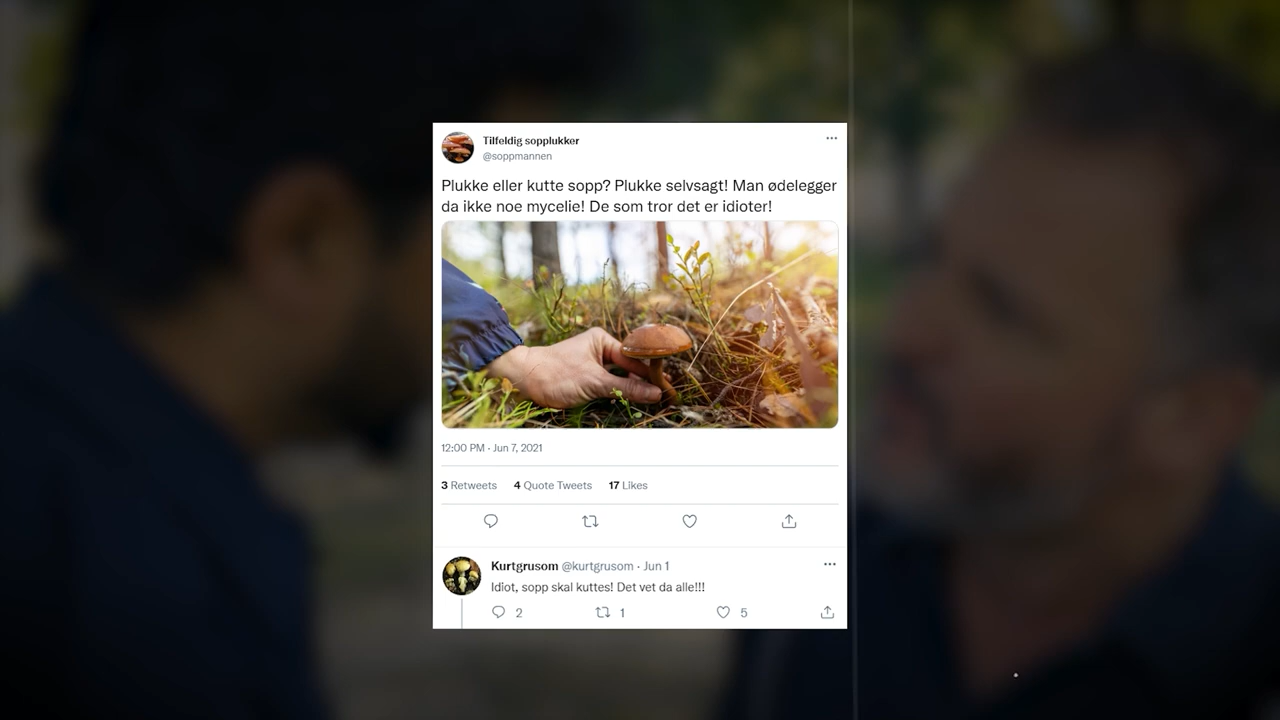 Tilfeldig sopplukker
@soppmannen
Plukke eller kutte sopp? Plukke selvsagt! Man ødelegger
da ikke noe mycelie! De som tror det er idioter!
12:00 PM · Jun 7, 2021
3 Retweets 4 Quote Tweets 17 Likes
Kurtgrusom @kurtgrusom · Jun 1
Idiot, sopp skal kuttes! Det vet da alle!!!
2 1 5